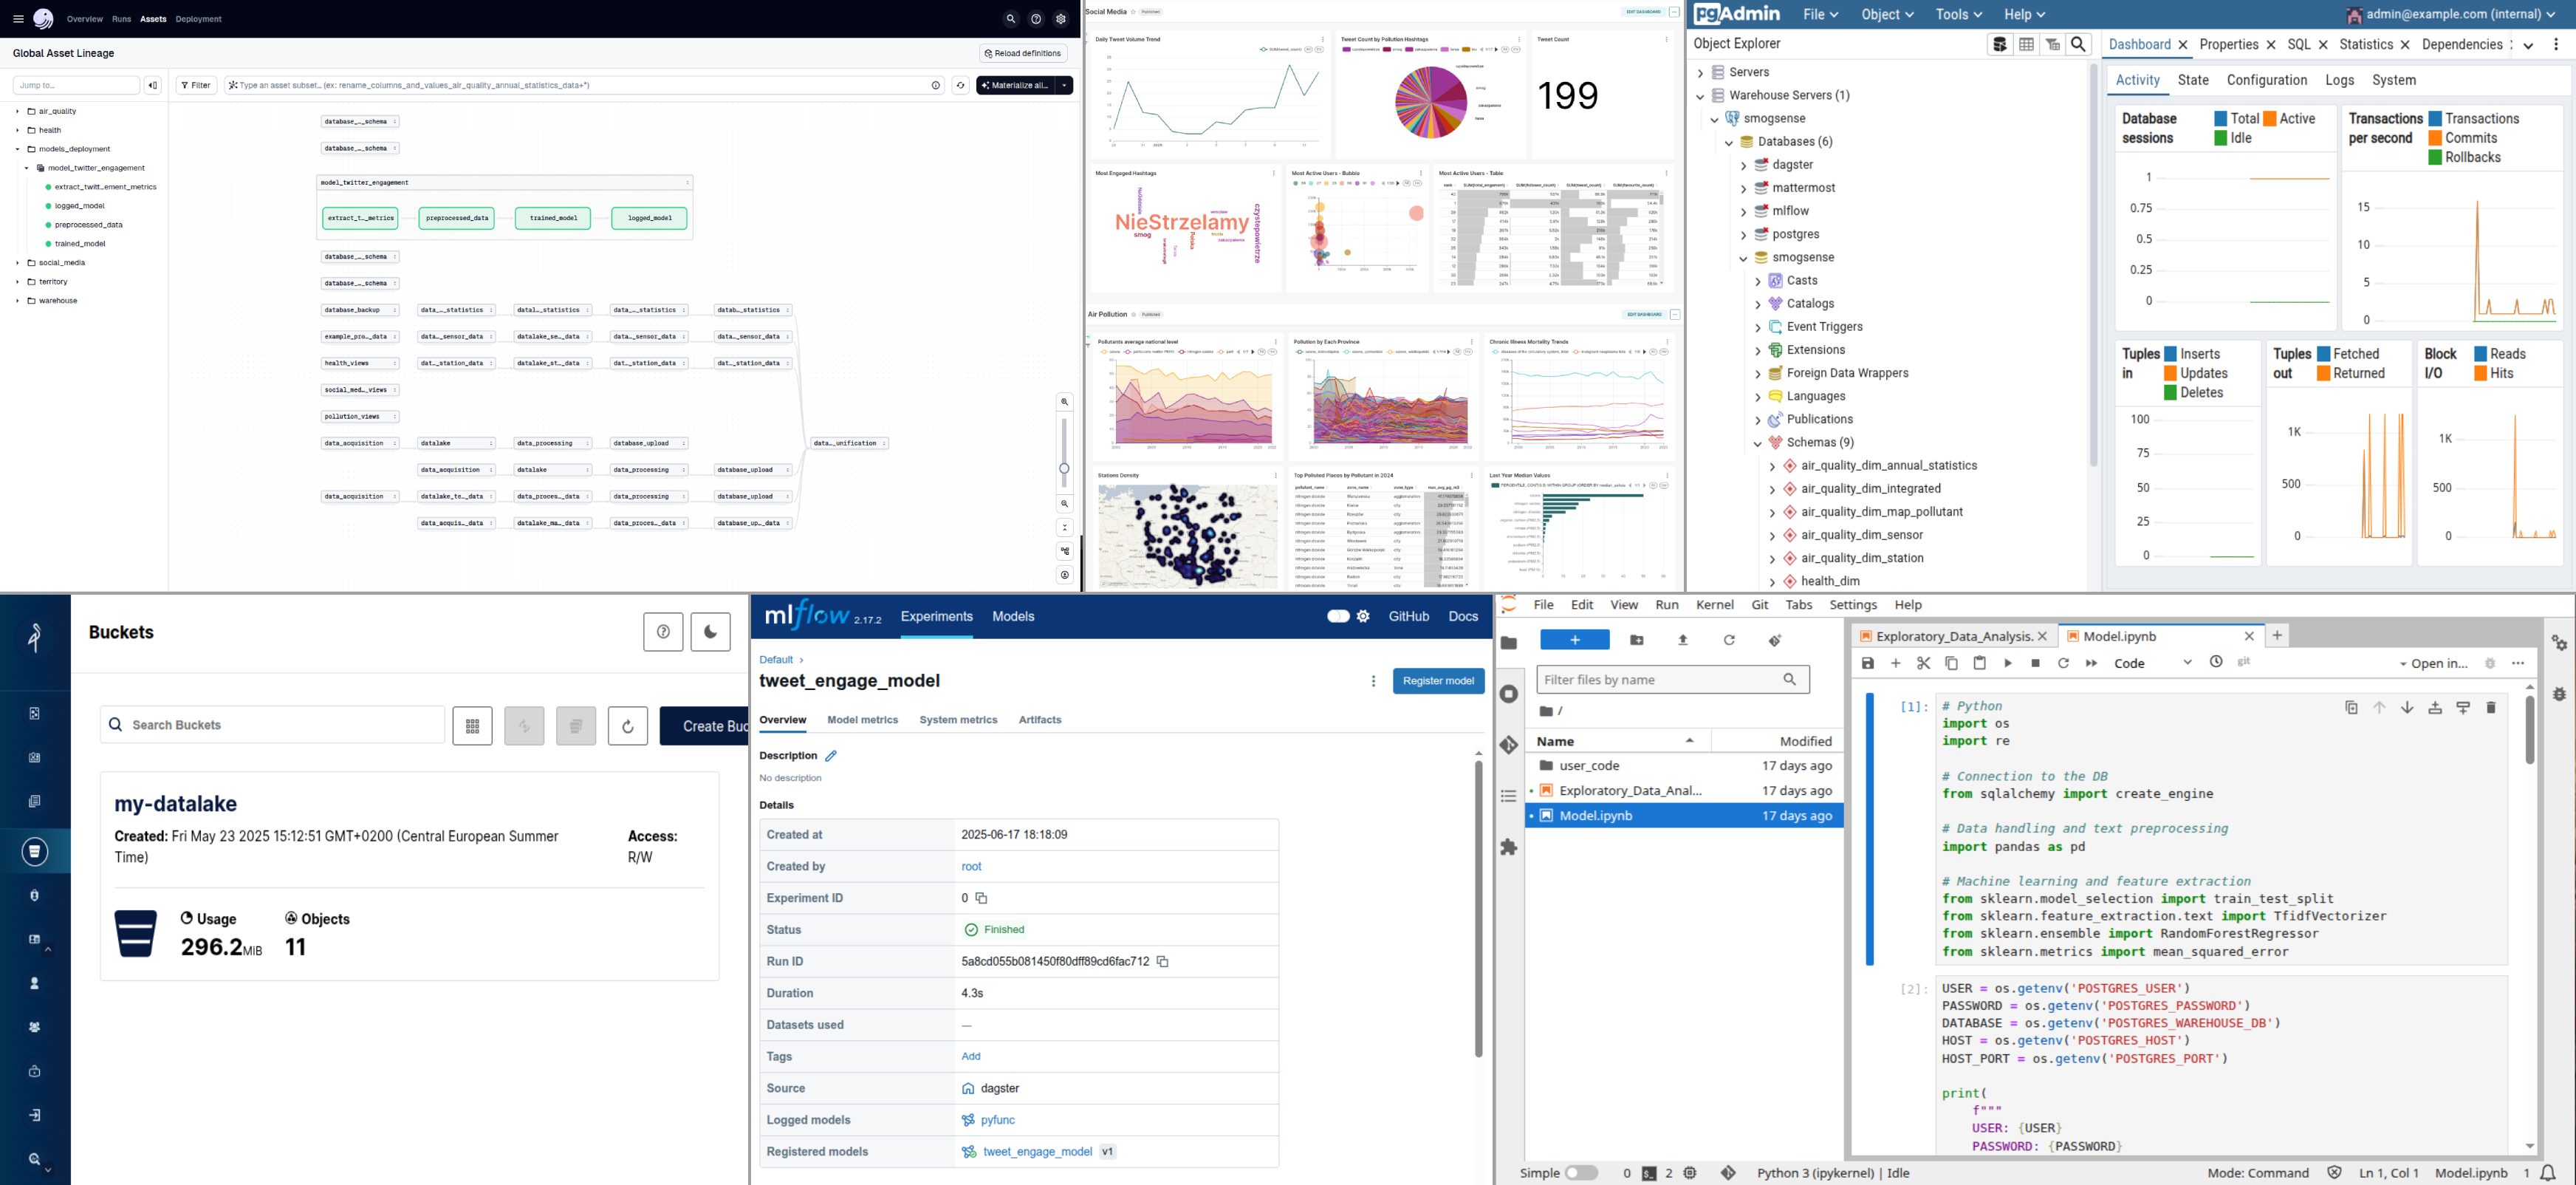 Overview Runs Assets Deployment
Global Asset Lineage
Reload definitions
Jump to…
Filter
Type an asset subset… (ex: rename_columns_and_values_air_quality_annual_statistics_data+*)
Materialize all…
air_quality
health
models_deployment
model_twitter_engagement
extract_twitt…ement_metrics
logged_model
preprocessed_data
trained_model
social_media
territory
warehouse
database_…_schema
database_…_schema
model_twitter_engagement
extract_t…_metrics preprocessed_data trained_model logged_model
database_…_schema
database_…_schema
database_backup data_…_statistics datal…_statistics data_…_statistics datab…_statistics
example_pro…_data data_…sensor_data datalake_se…_data data_…sensor_data data…_sensor_data
health_views dat…_station_data datalake_st…_data dat…_station_data dat…_station_data
social_med…_views
pollution_views
data_acquisition datalake data_processing database_upload data…_unification
data_acquisition datalake data_processing database_upload
data_acquisition datalake_te…_data data_proces…_data data_processing database_upload
data_acquis…_data datalake_ma…_data data_proces…_data database_up…_data
Social Media Published
EDIT DASHBOARD
Daily Tweet Volume Trend
Tweet Count by Pollution Hashtags
Tweet Count
199
Most Engaged Hashtags
NieStrzelamy
smog
Polska
czystepowietrze
Most Active Users - Bubble
Most Active Users - Table
Air Pollution Published
EDIT DASHBOARD
Pollutants average national level
Pollution by Each Province
Chronic Illness Mortality Trends
Stations Density
Top Polluted Places by Pollutant in 2024
Last Year Median Values
pgAdmin File Object Tools Help admin@example.com (internal)
Object Explorer
Servers
Warehouse Servers (1)
smogsense
Databases (6)
dagster
mattermost
mlflow
postgres
smogsense
Casts
Catalogs
Event Triggers
Extensions
Foreign Data Wrappers
Languages
Publications
Schemas (9)
air_quality_dim_annual_statistics
air_quality_dim_integrated
air_quality_dim_map_pollutant
air_quality_dim_sensor
air_quality_dim_station
health_dim
Dashboard Properties SQL Statistics Dependencies
Activity State Configuration Logs System
Database sessions
Total Active
Idle
1
0.75
0.5
0.25
0
Transactions per second
Transactions
Commits
Rollbacks
15
10
5
0
Tuples in
Inserts
Updates
Deletes
100
75
50
25
0
Tuples out
Fetched
Returned
1K
500
0
Block I/O
Reads
Hits
1K
500
0
Buckets
Search Buckets
Create Buc
my-datalake
Created: Fri May 23 2025 15:12:51 GMT+0200 (Central European Summer
Time)
Access:
R/W
Usage Objects
296.2MiB 11
mlflow 2.17.2 Experiments Models GitHub Docs
Default
tweet_engage_model
Register model
Overview Model metrics System metrics Artifacts
Description
No description
Details
Created at 2025-06-17 18:18:09
Created by root
Experiment ID 0
Status Finished
Run ID 5a8cd055b081450f80dff89cd6fac712
Duration 4.3s
Datasets used —
Tags Add
Source dagster
Logged models pyfunc
Registered models tweet_engage_model v1
File Edit View Run Kernel Git Tabs Settings Help
Filter files by name
/
Name Modified
user_code 17 days ago
Exploratory_Data_Anal… 17 days ago
Model.ipynb 17 days ago
Exploratory_Data_Analysis. Model.ipynb
Code git Open in…
[1]: # Python
import os
import re
# Connection to the DB
from sqlalchemy import create_engine
# Data handling and text preprocessing
import pandas as pd
# Machine learning and feature extraction
from sklearn.model_selection import train_test_split
from sklearn.feature_extraction.text import TfidfVectorizer
from sklearn.ensemble import RandomForestRegressor
from sklearn.metrics import mean_squared_error
[2]: USER = os.getenv('POSTGRES_USER')
PASSWORD = os.getenv('POSTGRES_PASSWORD')
DATABASE = os.getenv('POSTGRES_WAREHOUSE_DB')
HOST = os.getenv('POSTGRES_HOST')
HOST_PORT = os.getenv('POSTGRES_PORT')
print(
f"""
USER: {USER}
PASSWORD: {PASSWORD}
Simple 0 2 Python 3 (ipykernel) | Idle Mode: Command Ln 1, Col 1 Model.ipynb 1